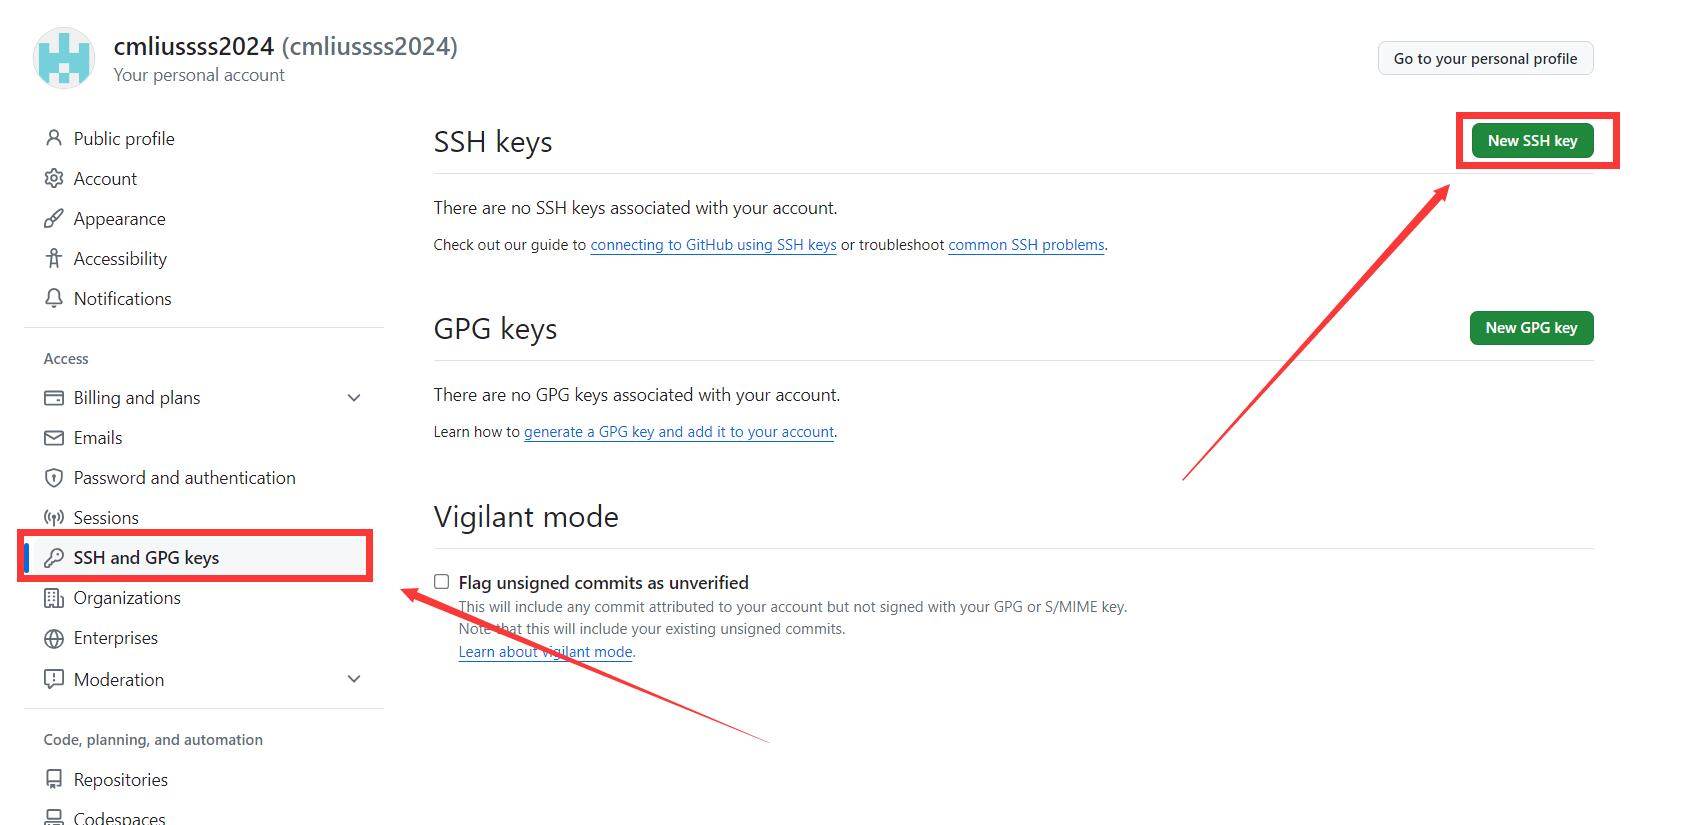 cmliussss2024 (cmliussss2024)
Your personal account
Go to your personal profile
Public profile
Account
Appearance
Accessibility
Notifications
Access
Billing and plans
Emails
Password and authentication
Sessions
SSH and GPG keys
Organizations
Enterprises
Moderation
Code, planning, and automation
Repositories
Codespaces
SSH keys
New SSH key
There are no SSH keys associated with your account.
Check out our guide to connecting to GitHub using SSH keys or troubleshoot common SSH problems.
GPG keys
New GPG key
There are no GPG keys associated with your account.
Learn how to generate a GPG key and add it to your account.
Vigilant mode
Flag unsigned commits as unverified
This will include any commit attributed to your account but not signed with your GPG or S/MIME key.
Note that this will include your existing unsigned commits.
Learn about vigilant mode.